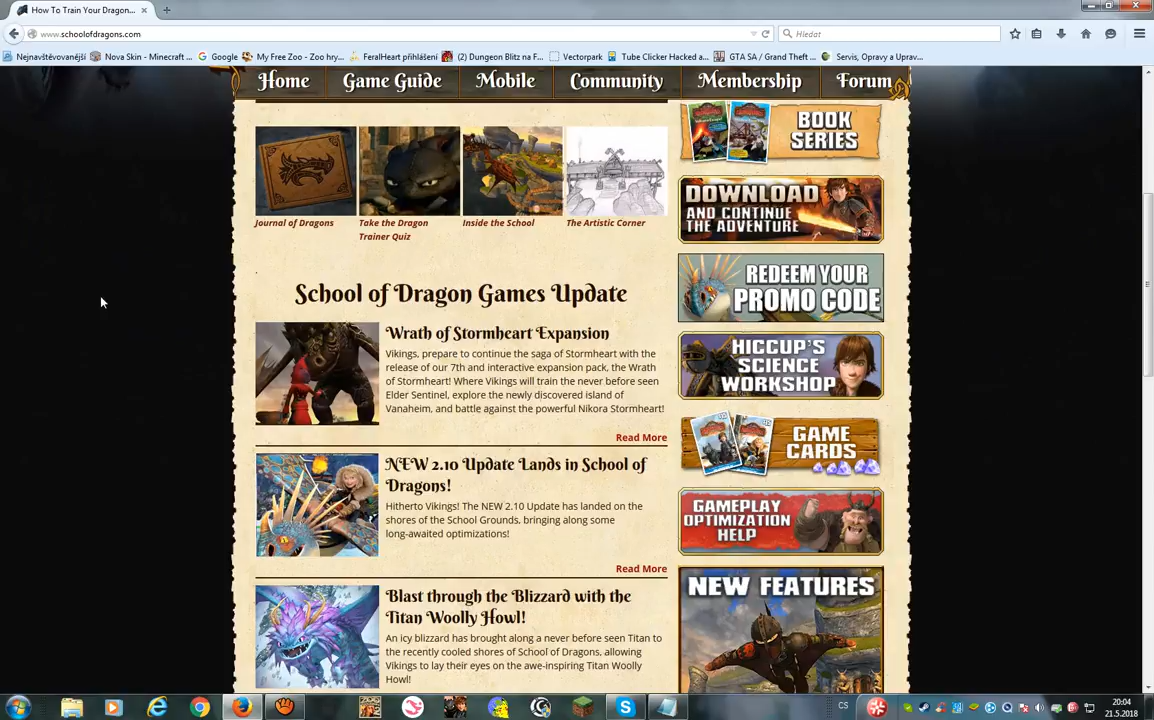 How To Train Your Dragon...
www.schoolofdragons.com
Hledat
Nejnavštěvovanější
Nova Skin - Minecraft ...
Google
My Free Zoo - Zoo hry...
FeralHeart přihlášení
(2) Dungeon Blitz na F...
Vectorpark
Tube Clicker Hacked a...
GTA SA / Grand Theft ...
Servis, Opravy a Uprav...
Home
Game Guide
Mobile
Community
Membership
Forum
Journal of Dragons
Take the Dragon
Trainer Quiz
Inside the School
The Artistic Corner
School of Dragon Games Update
Wrath of Stormheart Expansion
Vikings, prepare to continue the saga of Stormheart with the
release of our 7th and interactive expansion pack, the Wrath
of Stormheart! Where Vikings will train the never before seen
Elder Sentinel, explore the newly discovered island of
Vanaheim, and battle against the powerful Nikora Stormheart!
Read More
NEW 2.10 Update Lands in School of
Dragons!
Hitherto Vikings! The NEW 2.10 Update has landed on the
shores of the School Grounds, bringing along some
long-awaited optimizations!
Read More
Blast through the Blizzard with the
Titan Woolly Howl!
An icy blizzard has brought along a never before seen Titan to
the recently cooled shores of School of Dragons, allowing
Vikings to lay their eyes on the awe-inspiring Titan Woolly
Howl!
BOOK
SERIES
DOWNLOAD
AND CONTINUE
THE ADVENTURE
REDEEM YOUR
PROMO CODE
HICCUP'S
SCIENCE
WORKSHOP
GAME
CARDS
GAMEPLAY
OPTIMIZATION
HELP
NEW FEATURES
CS
20:04
21.5.2018